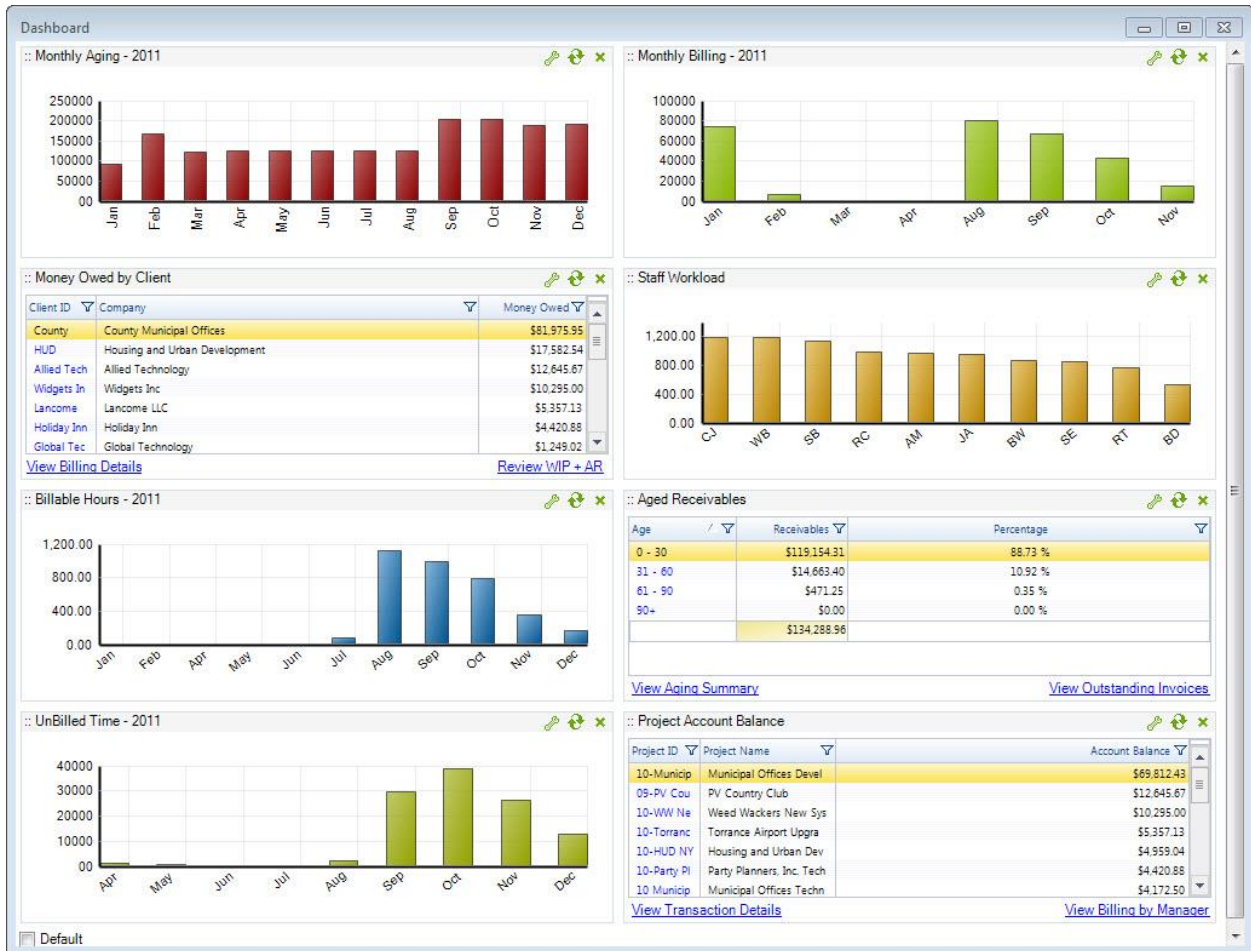 Dashboard
:: Monthly Aging - 2011
250000
200000
150000
100000
50000
00
Jan Feb Mar Apr May Jun Jul Aug Sep Oct Nov Dec
:: Monthly Billing - 2011
100000
80000
60000
40000
20000
00
Jan Feb Mar Apr Aug Sep Oct Nov
:: Money Owed by Client
Client ID Company Money Owed
County County Municipal Offices $81,975.95
HUD Housing and Urban Development $17,582.54
Allied Tech Allied Technology $12,645.67
Widgets In Widgets Inc $10,295.00
Lancome Lancome LLC $5,357.13
Holiday Inn Holiday Inn $4,420.88
Global Tec Global Technology $1,249.02
View Billing Details Review WIP + AR
:: Staff Workload
1,200.00
800.00
400.00
0.00
CJ WB SB RC AM JA BW SE RT BD
:: Billable Hours - 2011
1,200.00
800.00
400.00
0.00
Jan Feb Apr May Jun Jul Aug Sep Oct Nov Dec
:: Aged Receivables
Age Receivables Percentage
0 - 30 $119,154.31 88.73 %
31 - 60 $14,663.40 10.92 %
61 - 90 $471.25 0.35 %
90+ $0.00 0.00 %
$134,288.96
View Aging Summary View Outstanding Invoices
:: UnBilled Time - 2011
40000
30000
20000
10000
00
Apr May Jun Jul Aug Sep Oct Nov Dec
:: Project Account Balance
Project ID Project Name Account Balance
10-Municip Municipal Offices Devel $69,812.43
09-PV Cou PV Country Club $12,645.67
10-WW Ne Weed Wackers New Sys $10,295.00
10-Torranc Torrance Airport Upgra $5,357.13
10-HUD NY Housing and Urban Dev $4,959.04
10-Party Pl Party Planners, Inc. Tech $4,420.88
10 Municip Municipal Offices Techn $4,172.50
View Transaction Details View Billing by Manager
Default